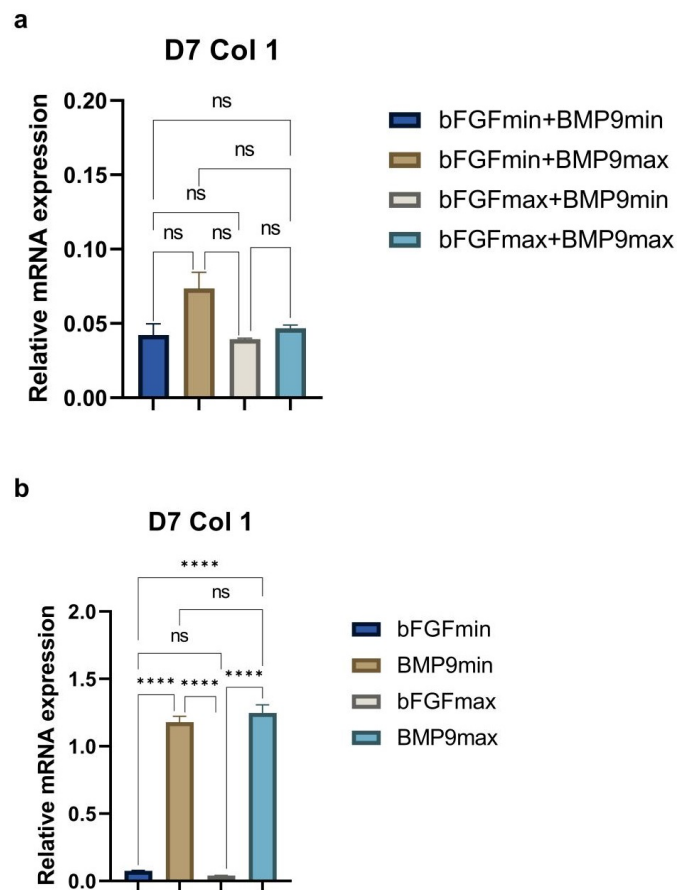 a
D7 Col 1
Relative mRNA expression
0.20
0.15
0.10
0.05
0.00
ns
ns
ns
ns
ns
ns
bFGFmin+BMP9min
bFGFmin+BMP9max
bFGFmax+BMP9min
bFGFmax+BMP9max
b
D7 Col 1
Relative mRNA expression
2.0
1.5
1.0
0.5
0.0
****
ns
ns
****
****
****
bFGFmin
BMP9min
bFGFmax
BMP9max